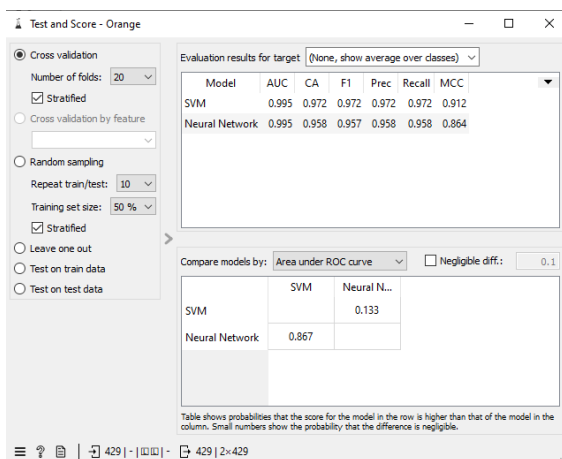 Test and Score - Orange
Cross validation
Number of folds: 20
Stratified
Cross validation by feature
Random sampling
Repeat train/test: 10
Training set size: 50 %
Stratified
Leave one out
Test on train data
Test on test data
Evaluation results for target (None, show average over classes)
Model AUC CA F1 Prec Recall MCC
SVM 0.995 0.972 0.972 0.972 0.972 0.912
Neural Network 0.995 0.958 0.957 0.958 0.958 0.864
Compare models by: Area under ROC curve Negligible diff.: 0.1
SVM Neural N...
SVM 0.133
Neural Network 0.867
Table shows probabilities that the score for the model in the row is higher than that of the model in the
column. Small numbers show the probability that the difference is negligible.
429 | - | - 429 | 2×429